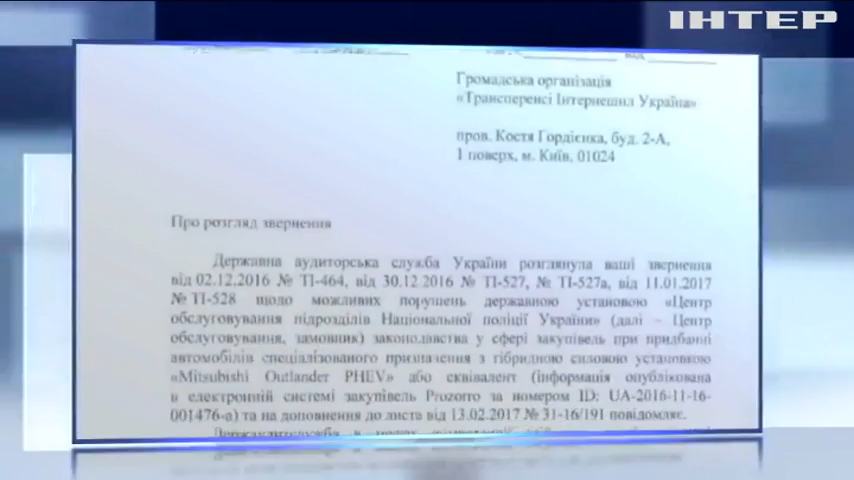 ІНТЕР
Громадська організація
«Трансперенсі Інтернешнл Україна»
пров. Костя Гордієнка, буд. 2-А,
1 поверх, м. Київ, 01024
Про розгляд звернення
Державна аудиторська служба України розглянула ваші звернення
від 02.12.2016 № ТІ-464, від 30.12.2016 № ТІ-527, № ТІ-527а, від 11.01.2017
№ ТІ-528 щодо можливих порушень державною установою «Центр
обслуговування підрозділів Національної поліції України» (далі – Центр
обслуговування, замовник) законодавства у сфері закупівель при придбанні
автомобілів спеціалізованого призначення з гібридною силовою установкою
«Mitsubishi Outlander PHEV» або еквівалент (інформація опублікована
в електронній системі закупівель Prozorro за номером ID: UA-2016-11-16-
001476-a) та на доповнення до листа від 13.02.2017 № 31-16/191 повідомляє.